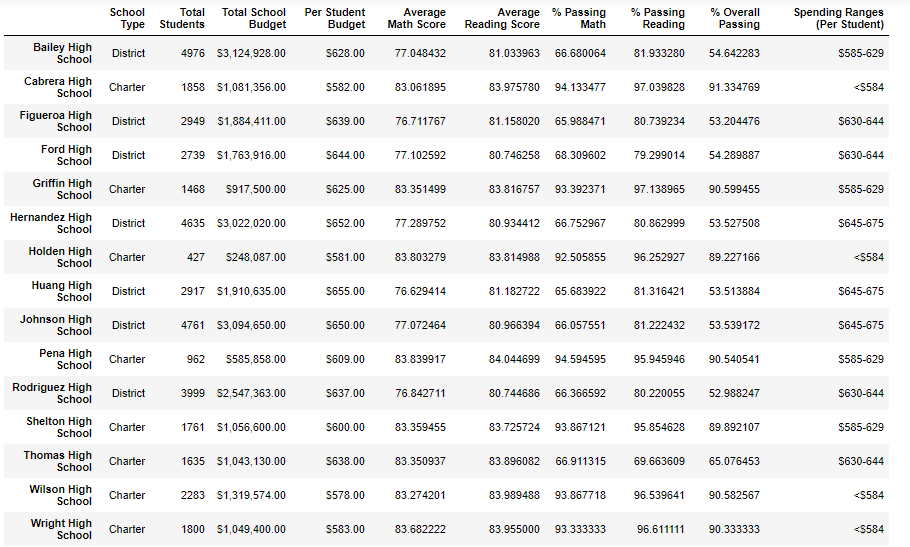 School Type Total Students Total School Budget Per Student Budget Average Math Score Average Reading Score % Passing Math % Passing Reading % Overall Passing Spending Ranges (Per Student)
Bailey High School District 4976 $3,124,928.00 $628.00 77.048432 81.033963 66.680064 81.933280 54.642283 $585-629
Cabrera High School Charter 1858 $1,081,356.00 $582.00 83.061895 83.975780 94.133477 97.039828 91.334769 <$584
Figueroa High School District 2949 $1,884,411.00 $639.00 76.711767 81.158020 65.988471 80.739234 53.204476 $630-644
Ford High School District 2739 $1,763,916.00 $644.00 77.102592 80.746258 68.309602 79.299014 54.289887 $630-644
Griffin High School Charter 1468 $917,500.00 $625.00 83.351499 83.816757 93.392371 97.138965 90.599455 $585-629
Hernandez High School District 4635 $3,022,020.00 $652.00 77.289752 80.934412 66.752967 80.862999 53.527508 $645-675
Holden High School Charter 427 $248,087.00 $581.00 83.803279 83.814988 92.505855 96.252927 89.227166 <$584
Huang High School District 2917 $1,910,635.00 $655.00 76.629414 81.182722 65.683922 81.316421 53.513884 $645-675
Johnson High School District 4761 $3,094,650.00 $650.00 77.072464 80.966394 66.057551 81.222432 53.539172 $645-675
Pena High School Charter 962 $585,858.00 $609.00 83.839917 84.044699 94.594595 95.945946 90.540541 $585-629
Rodriguez High School District 3999 $2,547,363.00 $637.00 76.842711 80.744686 66.366592 80.220055 52.988247 $630-644
Shelton High School Charter 1761 $1,056,600.00 $600.00 83.359455 83.725724 93.867121 95.854628 89.892107 $585-629
Thomas High School Charter 1635 $1,043,130.00 $638.00 83.350937 83.896082 66.911315 69.663609 65.076453 $630-644
Wilson High School Charter 2283 $1,319,574.00 $578.00 83.274201 83.989488 93.867718 96.539641 90.582567 <$584
Wright High School Charter 1800 $1,049,400.00 $583.00 83.682222 83.955000 93.333333 96.611111 90.333333 <$584